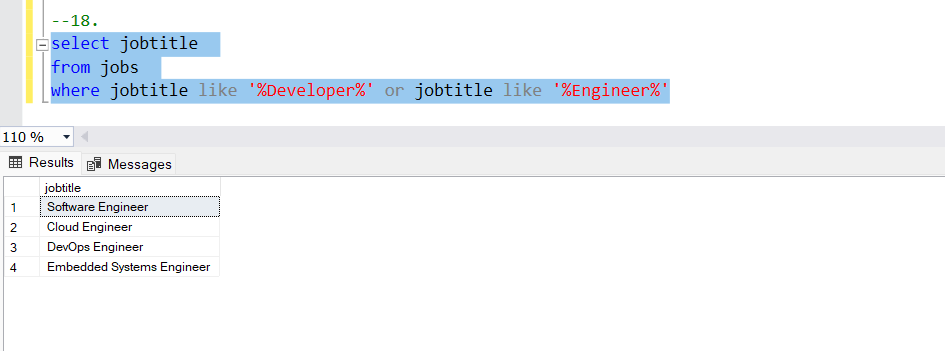 --18.
select jobtitle
from jobs
where jobtitle like '%Developer%' or jobtitle like '%Engineer%'
110 %
Results Messages
jobtitle
1 Software Engineer
2 Cloud Engineer
3 DevOps Engineer
4 Embedded Systems Engineer